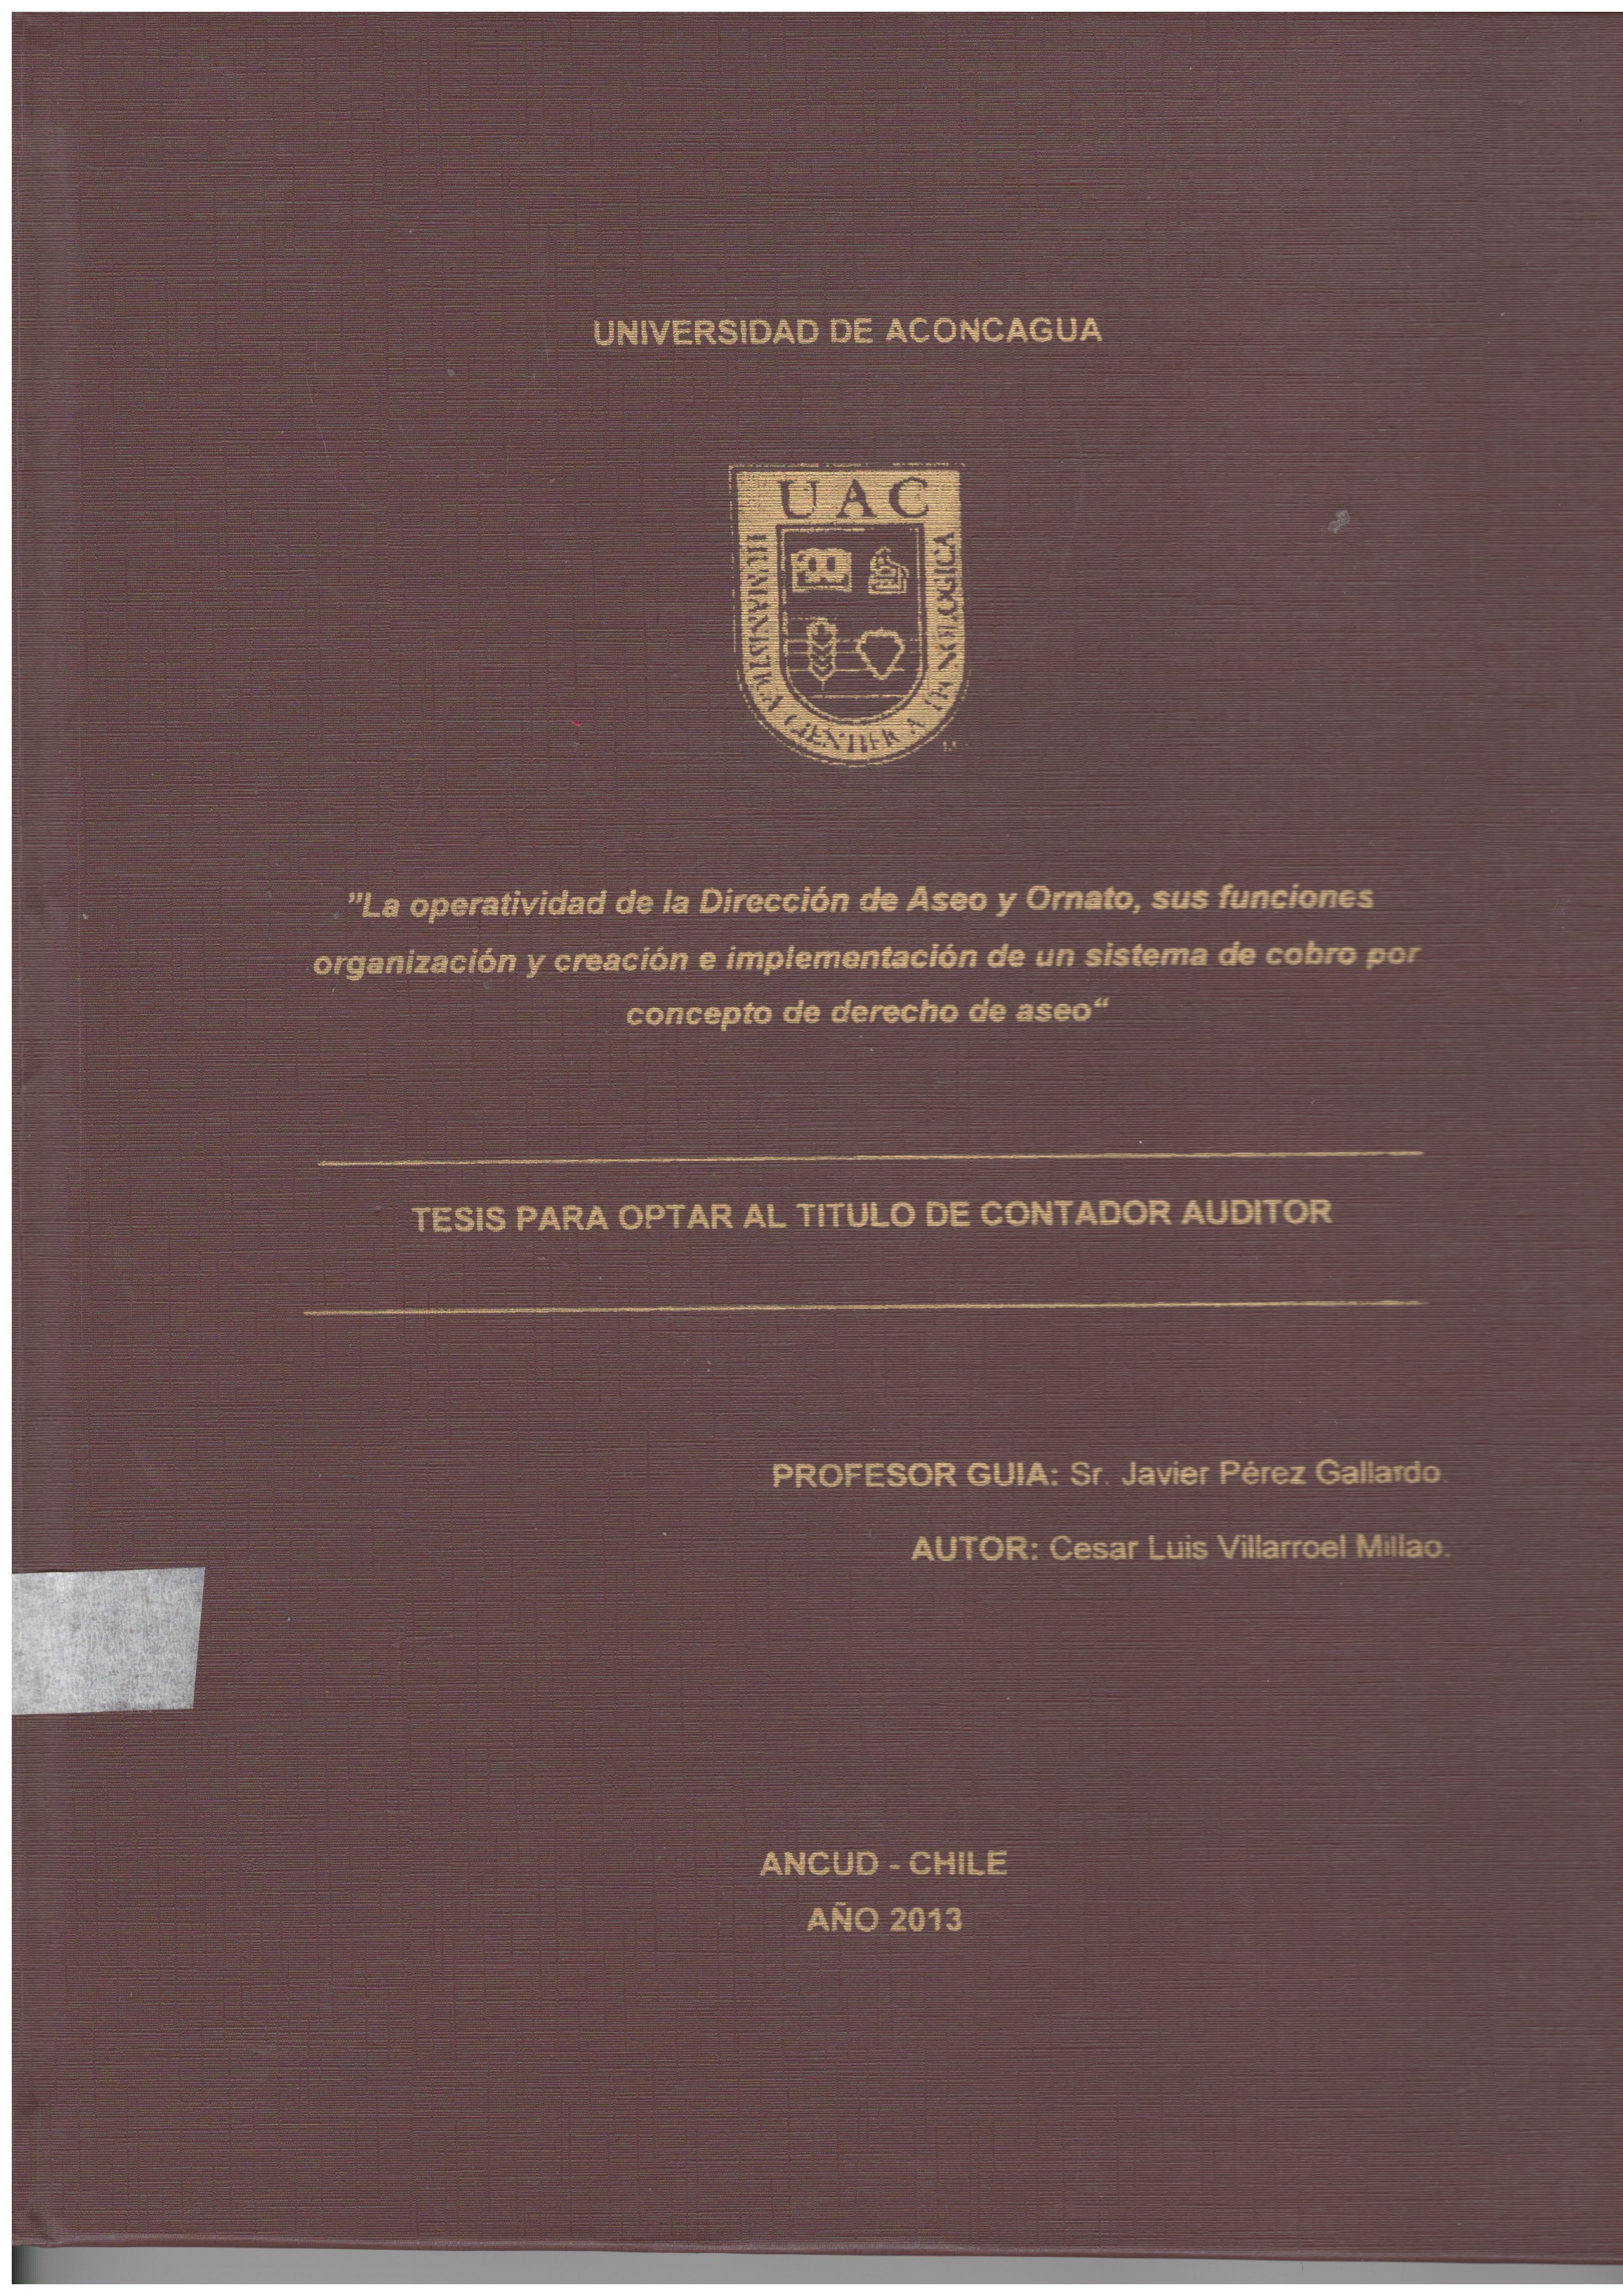 UNIVERSIDAD DE ACONCAGUA
UAC
HUMANISTICA CIENTIFICA TECNOLOGICA
"La operatividad de la Dirección de Aseo y Ornato, sus funciones
organización y creación e implementación de un sistema de cobro por
concepto de derecho de aseo“
TESIS PARA OPTAR AL TITULO DE CONTADOR AUDITOR
PROFESOR GUIA: Sr. Javier Pérez Gallardo.
AUTOR: Cesar Luis Villarroel Millao.
ANCUD - CHILE
AÑO 2013